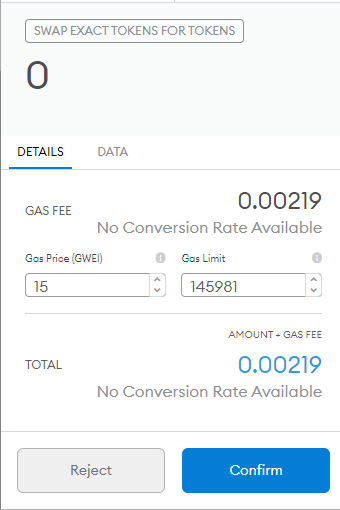 SWAP EXACT TOKENS FOR TOKENS
0
DETAILS DATA
GAS FEE 0.00219
No Conversion Rate Available
Gas Price (GWEI) Gas Limit
15 145981
AMOUNT + GAS FEE
TOTAL 0.00219
No Conversion Rate Available
Reject Confirm